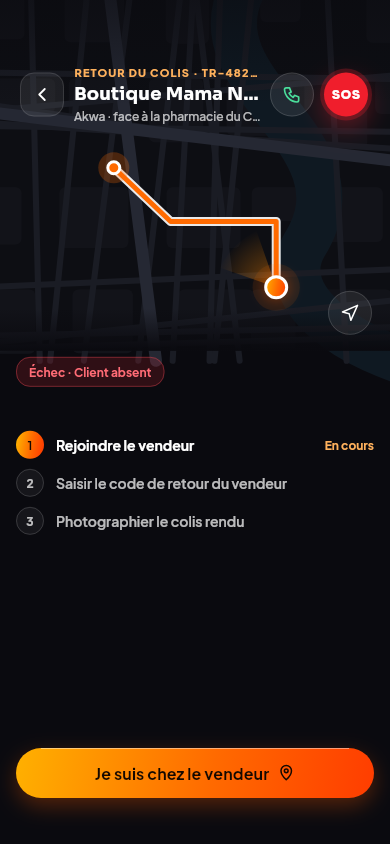 RETOUR DU COLIS · TR-482…
Boutique Mama N…
Akwa · face à la pharmacie du C…
SOS
Échec · Client absent
1 Rejoindre le vendeur En cours
2 Saisir le code de retour du vendeur
3 Photographier le colis rendu
Je suis chez le vendeur